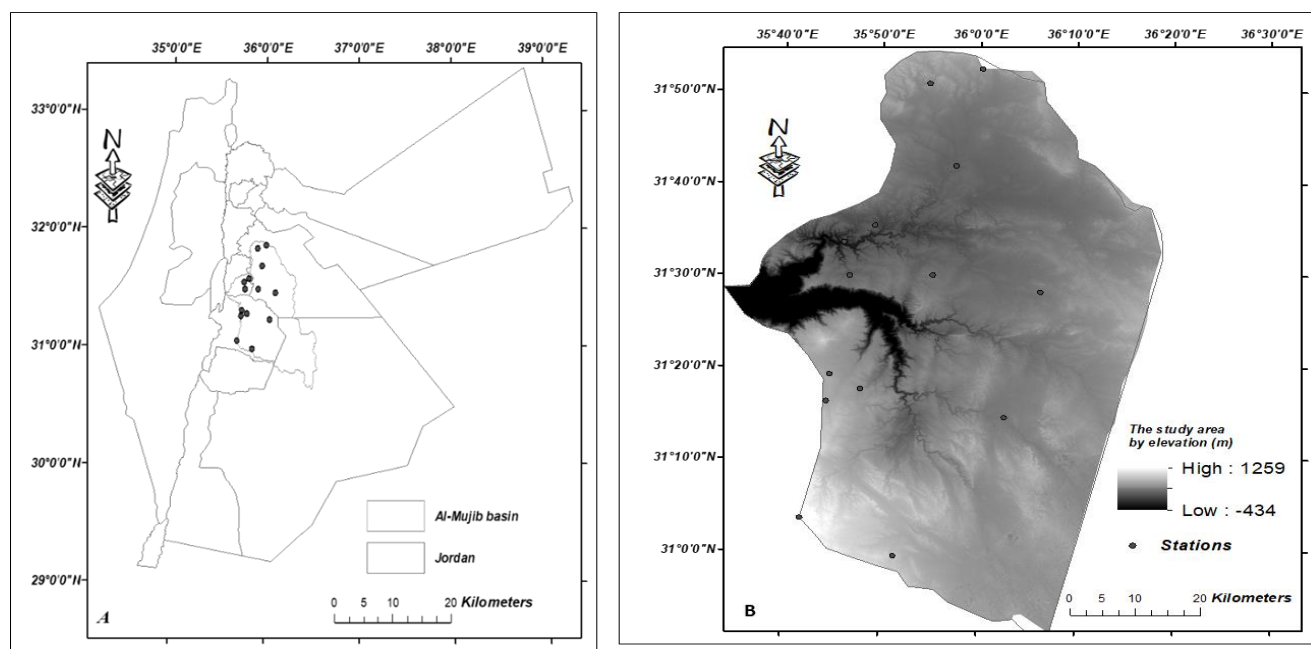 35°0'0"E 36°0'0"E 37°0'0"E 38°0'0"E 39°0'0"E
33°0'0"N
32°0'0"N
31°0'0"N
30°0'0"N
29°0'0"N
N
Al-Mujib basin
Jordan
0 5 10 20 Kilometers
A
35°40'0"E 35°50'0"E 36°0'0"E 36°10'0"E 36°20'0"E 36°30'0"E
31°50'0"N
31°40'0"N
31°30'0"N
31°20'0"N
31°10'0"N
31°0'0"N
N
The study area
by elevation (m)
High : 1259
Low : -434
Stations
0 5 10 20 Kilometers
B